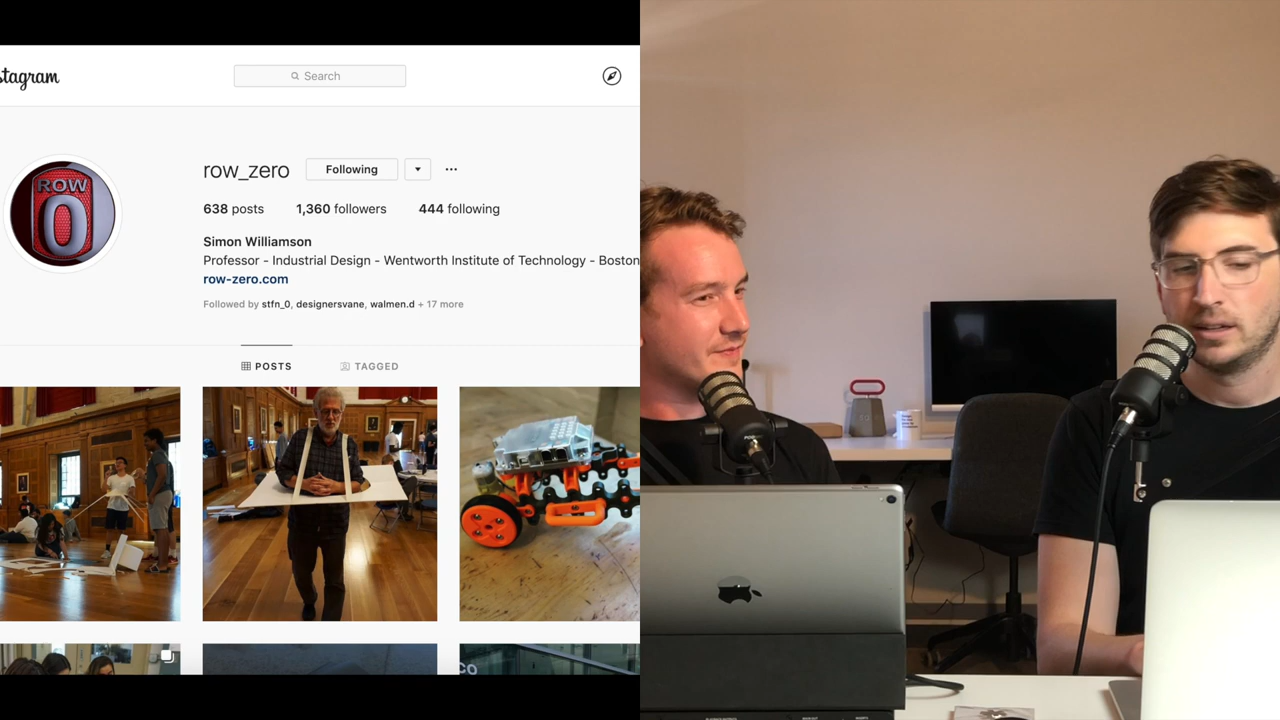 stagram
Search
row_zero
Following
638 posts
1,360 followers
444 following
Simon Williamson
Professor - Industrial Design - Wentworth Institute of Technology - Boston
row-zero.com
Followed by stfn_0, designersvane, walmen.d + 17 more
POSTS
TAGGED
ROW
0
co